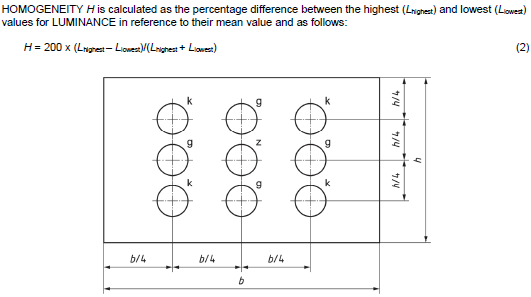 HOMOGENEITY H is calculated as the percentage difference between the highest (Lhighest) and lowest (Llowest)
values for LUMINANCE in reference to their mean value and as follows:
H = 200 x (Lhighest – Llowest)/(Lhighest + Llowest) (2)
k g k
g z g
k g k
h/4
h/4
h/4
h
b/4 b/4 b/4
b